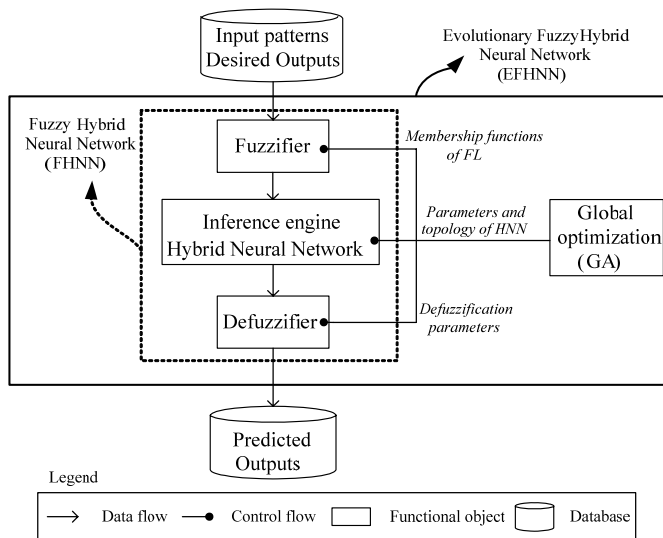 Input patterns
Desired Outputs
Evolutionary FuzzyHybrid
Neural Network
(EFHNN)
Fuzzy Hybrid
Neural Network
(FHNN)
Fuzzifier
Membership functions
of FL
Inference engine
Hybrid Neural Network
Parameters and
topology of HNN
Global
optimization
(GA)
Defuzzifier
Defuzzification
parameters
Predicted
Outputs
Legend
Data flow
Control flow
Functional object
Database